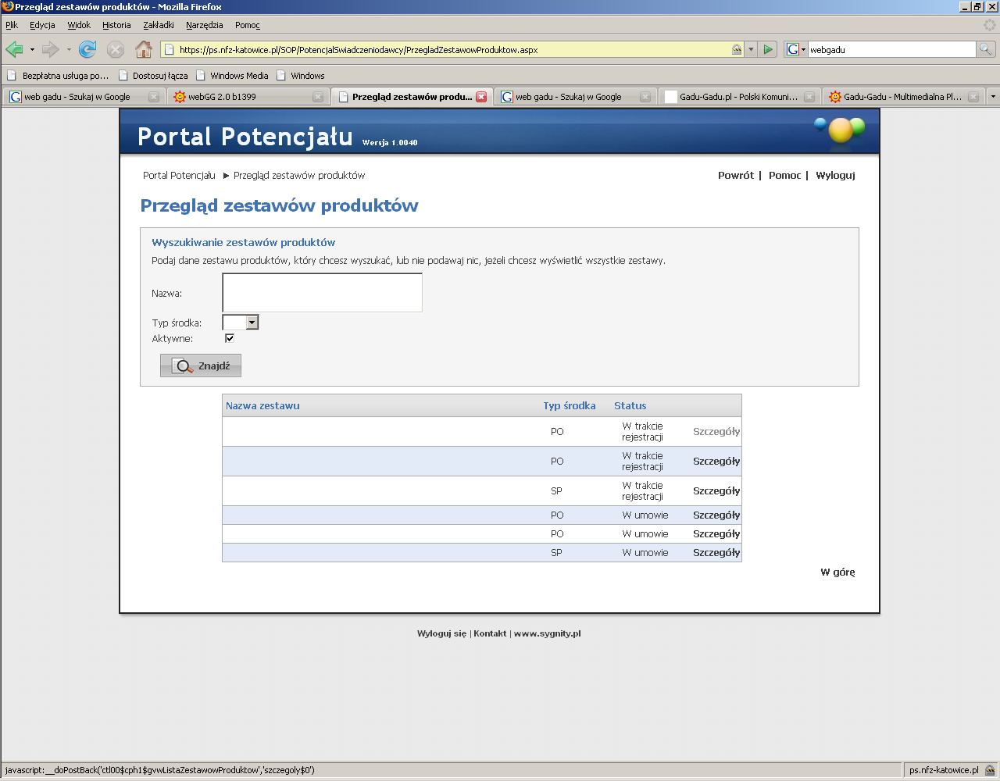 Przegląd zestawów produktów - Mozilla Firefox
Plik Edycja Widok Historia Zakładki Narzędzia Pomoc
https://ps.nfz-katowice.pl/SOP/PotencjalSwiadczeniodawcy/PrzegladZestawowProduktow.aspx
webgadu
Bezpłatna usługa po... Dostosuj łącza Windows Media Windows
web gadu - Szukaj w Google webGG 2.0 b1399 Przegląd zestawów produ... web gadu - Szukaj w Google Gadu-Gadu.pl - Polski Komuni... Gadu-Gadu - Multimedialna Pl...
Portal Potencjału Wersja 1.0040
Portal Potencjału ► Przegląd zestawów produktów
Powrót | Pomoc | Wyloguj
Przegląd zestawów produktów
Wyszukiwanie zestawów produktów
Podaj dane zestawu produktów, który chcesz wyszukać, lub nie podawaj nic, jeżeli chcesz wyświetlić wszystkie zestawy.
Nazwa:
Typ środka:
Aktywne:
Znajdź
Nazwa zestawu Typ środka Status
PO W trakcie rejestracji Szczegóły
PO W trakcie rejestracji Szczegóły
SP W trakcie rejestracji Szczegóły
PO W umowie Szczegóły
PO W umowie Szczegóły
SP W umowie Szczegóły
W górę
Wyloguj się | Kontakt | www.sygnity.pl
javascript:__doPostBack('ctl00$cph1$gvwListaZestawowProduktow','szczegoly$0')
ps.nfz-katowice.pl